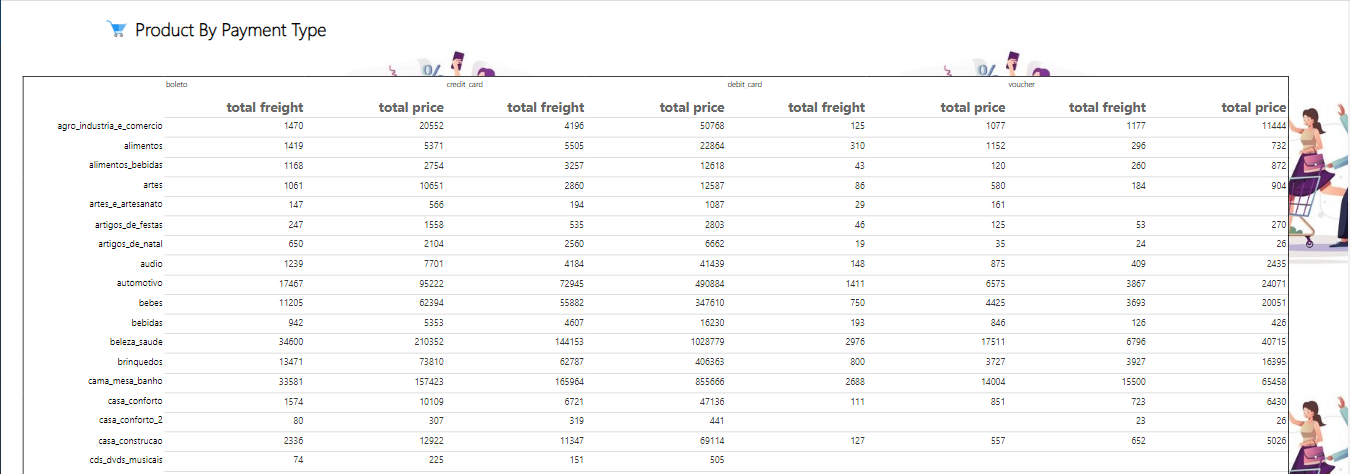 Product By Payment Type
%
%
boleto credit_card debit_card voucher
total freight total price total freight total price total freight total price total freight total price
agro_industria_e_comercio 1470 20552 4196 50768 125 1077 1177 11444
alimentos 1419 5371 5505 22864 310 1152 296 732
alimentos_bebidas 1168 2754 3257 12618 43 120 260 872
artes 1061 10651 2860 12587 86 580 184 904
artes_e_artesanato 147 566 194 1087 29 161
artigos_de_festas 247 1558 535 2803 46 125 53 270
artigos_de_natal 650 2104 2560 6662 19 35 24 26
audio 1239 7701 4184 41439 148 875 409 2435
automotivo 17467 95222 72945 490884 1411 6575 3867 24071
bebes 11205 62394 55882 347610 750 4425 3693 20051
bebidas 942 5353 4607 16230 193 846 126 426
beleza_saude 34600 210352 144153 1028779 2976 17511 6796 40715
brinquedos 13471 73810 62787 406363 800 3727 3927 16395
cama_mesa_banho 33581 157423 165964 855666 2688 14004 15500 65458
casa_conforto 1574 10109 6721 47136 111 851 723 6430
casa_conforto_2 80 307 319 441 23 26
casa_construcao 2336 12922 11347 69114 127 557 652 5026
cds_dvds_musicais 74 225 151 505